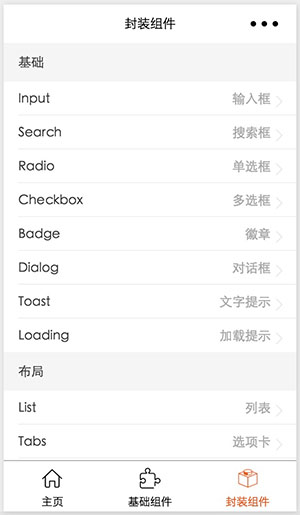 封装组件
基础
Input 输入框
Search 搜索框
Radio 单选框
Checkbox 多选框
Badge 徽章
Dialog 对话框
Toast 文字提示
Loading 加载提示
布局
List 列表
Tabs 选项卡
主页 基础组件 封装组件